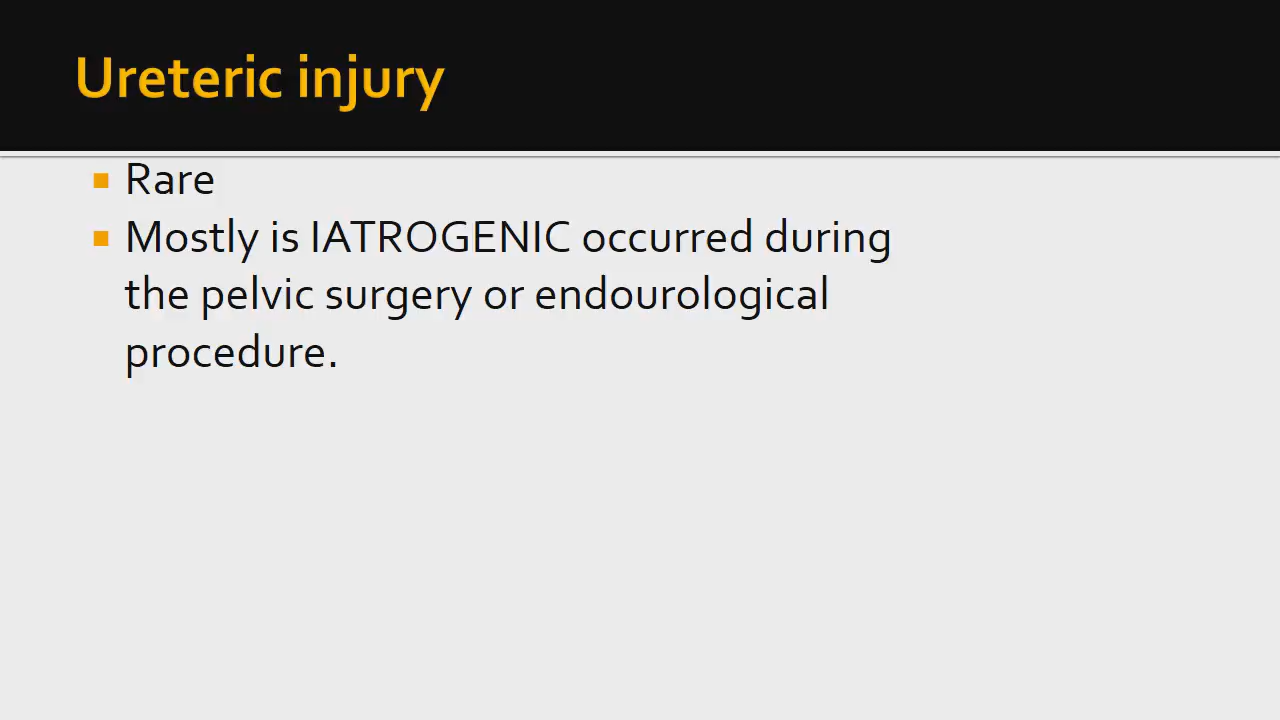 Ureteric injury
Rare
Mostly is IATROGENIC occurred during
the pelvic surgery or endourological
procedure.